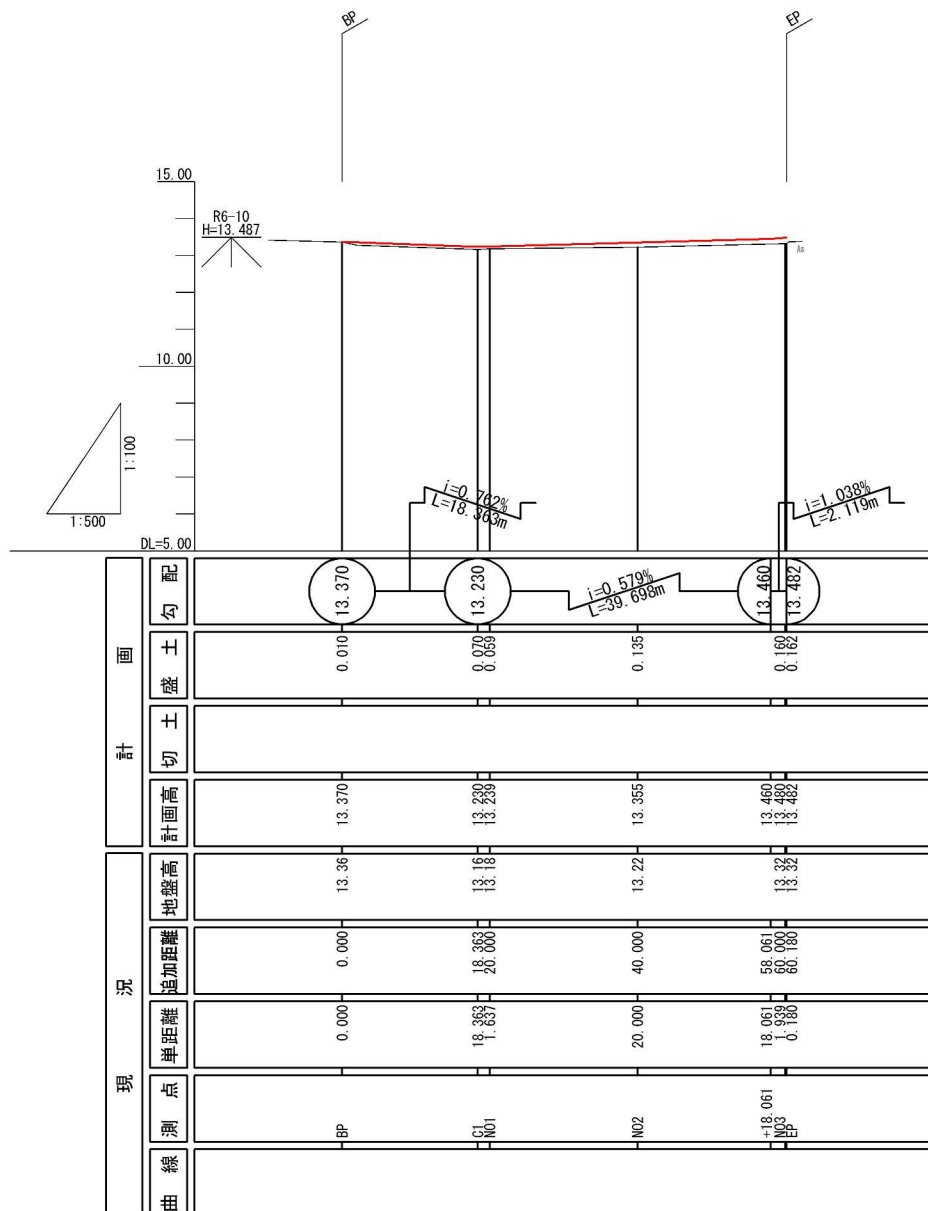 BP
EP
15.00
R6-10
H=13.487
As
10.00
1:100
1:500
DL=5.00
i=0.762%
L=18.363m
i=1.038%
L=2.119m
計画
勾配
13.370
13.230
i=0.579%
L=39.698m
13.460
13.482
盛土
0.010
0.070
0.059
0.135
0.160
0.162
切土
計画高
13.370
13.230
13.239
13.355
13.460
13.480
13.482
現況
地盤高
13.36
13.16
13.18
13.22
13.32
13.32
追加距離
0.000
18.363
20.000
40.000
58.061
60.000
60.180
単距離
0.000
18.363
1.637
20.000
18.061
1.939
0.180
測点
BP
C1
NO1
NO2
+18.061
NO3
EP
曲線